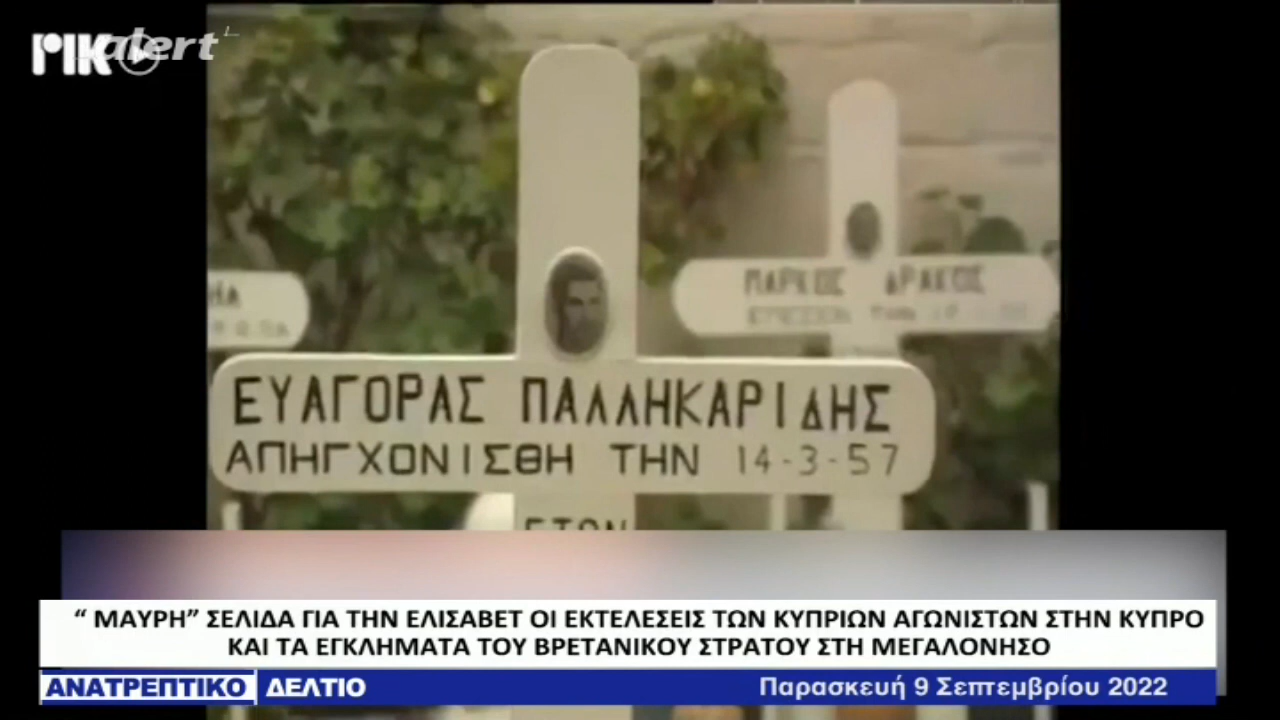 ΡΙΚ
alert
ΜΑΡΚΟΣ ΔΡΑΚΟΣ
ΕΥΑΓΟΡΑΣ ΠΑΛΛΗΚΑΡΙΔΗΣ
ΑΠΗΓΧΟΝΙΣΘΗ ΤΗΝ 14-3-57
ΕΤΩΝ
“ ΜΑΥΡΗ” ΣΕΛΙΔΑ ΓΙΑ ΤΗΝ ΕΛΙΣΑΒΕΤ ΟΙ ΕΚΤΕΛΕΣΕΙΣ ΤΩΝ ΚΥΠΡΙΩΝ ΑΓΩΝΙΣΤΩΝ ΣΤΗΝ ΚΥΠΡΟ
ΚΑΙ ΤΑ ΕΓΚΛΗΜΑΤΑ ΤΟΥ ΒΡΕΤΑΝΙΚΟΥ ΣΤΡΑΤΟΥ ΣΤΗ ΜΕΓΑΛΟΝΗΣΟ
ΑΝΑΤΡΕΠΤΙΚΟ ΔΕΛΤΙΟ
Παρασκευή 9 Σεπτεμβρίου 2022